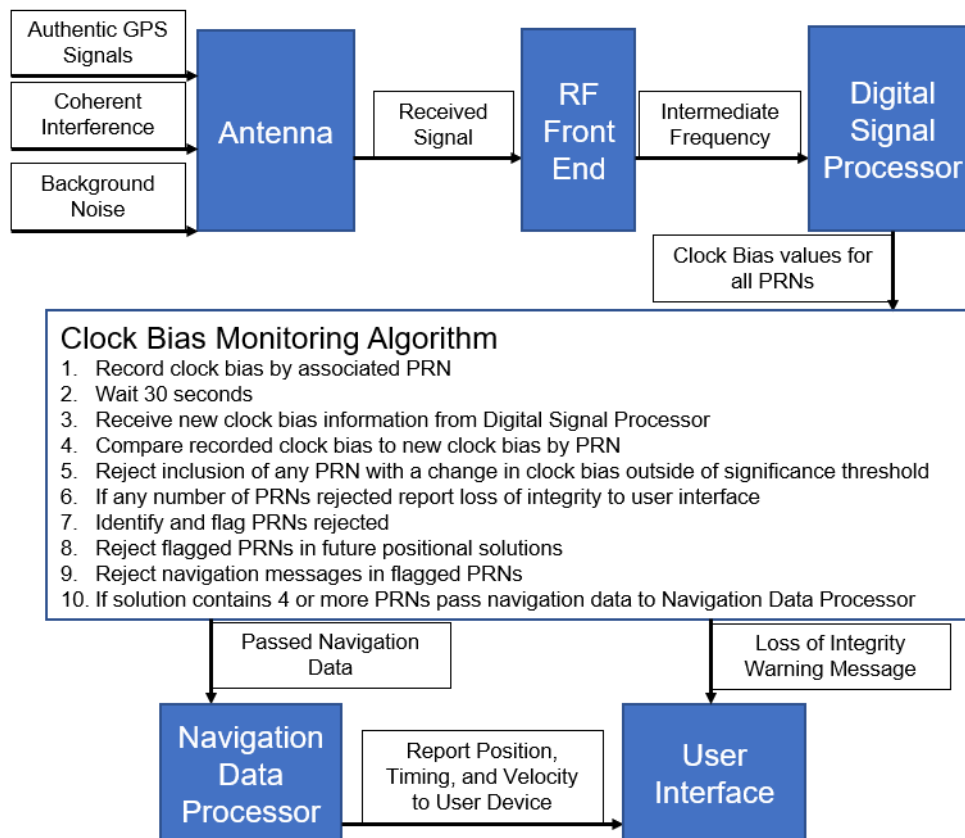 Authentic GPS
Signals
Coherent
Interference
Background
Noise
Antenna
Received
Signal
RF
Front
End
Intermediate
Frequency
Digital
Signal
Processor
Clock Bias values for
all PRNs
Clock Bias Monitoring Algorithm
1. Record clock bias by associated PRN
2. Wait 30 seconds
3. Receive new clock bias information from Digital Signal Processor
4. Compare recorded clock bias to new clock bias by PRN
5. Reject inclusion of any PRN with a change in clock bias outside of significance threshold
6. If any number of PRNs rejected report loss of integrity to user interface
7. Identify and flag PRNs rejected
8. Reject flagged PRNs in future positional solutions
9. Reject navigation messages in flagged PRNs
10. If solution contains 4 or more PRNs pass navigation data to Navigation Data Processor
Passed Navigation
Data
Loss of Integrity
Warning Message
Navigation
Data
Processor
Report Position,
Timing, and Velocity
to User Device
User
Interface